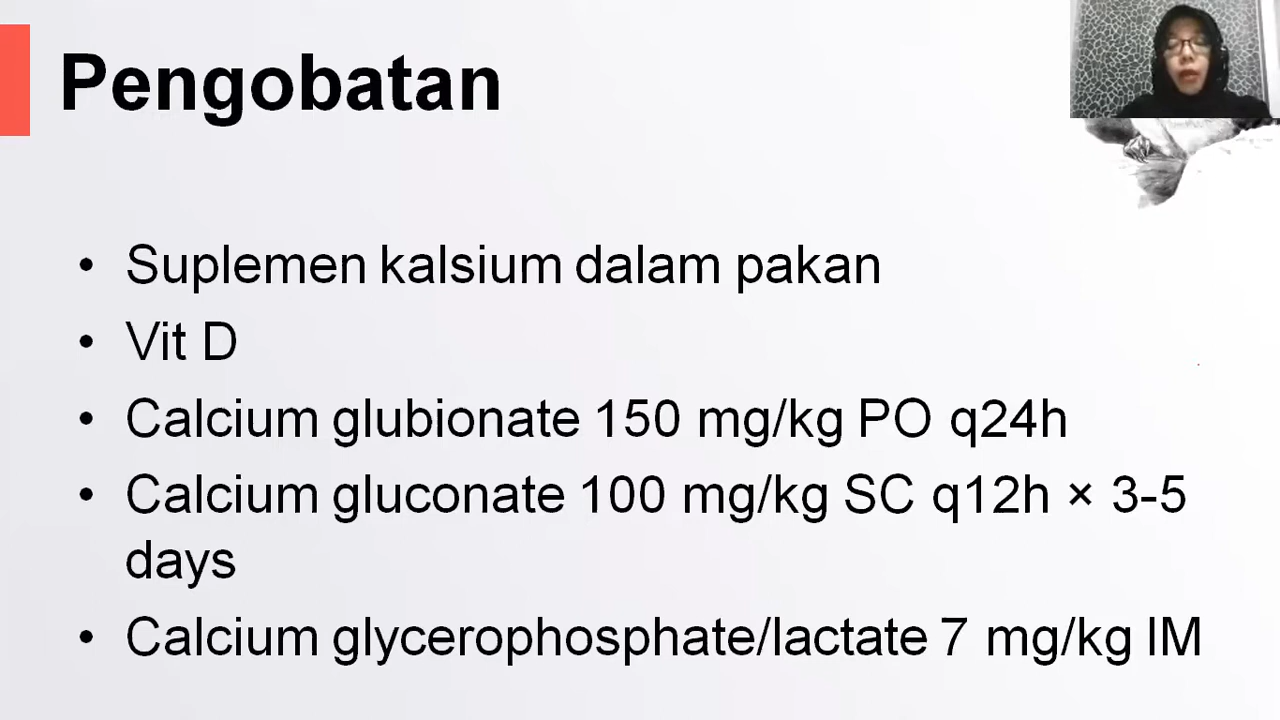 Pengobatan
• Suplemen kalsium dalam pakan
• Vit D
• Calcium glubionate 150 mg/kg PO q24h
• Calcium gluconate 100 mg/kg SC q12h × 3-5
days
• Calcium glycerophosphate/lactate 7 mg/kg IM